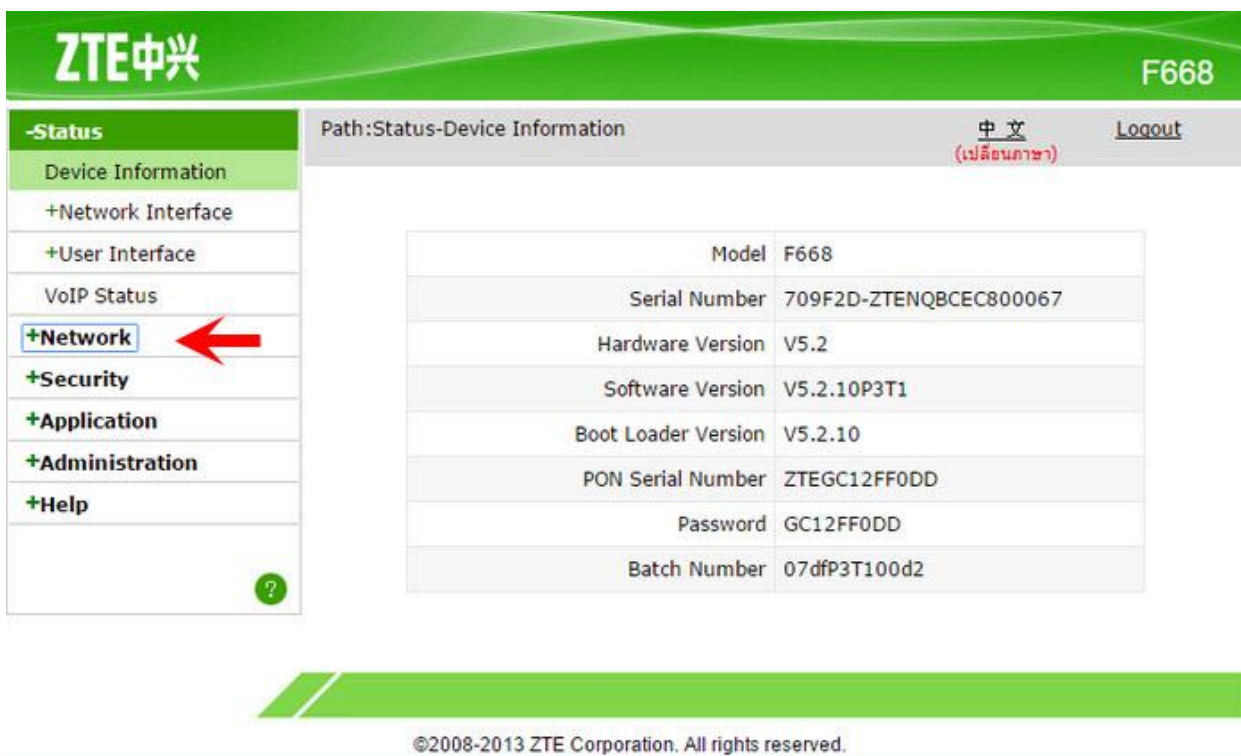 ZTE中兴
F668
-Status
Device Information
+Network Interface
+User Interface
VoIP Status
+Network
+Security
+Application
+Administration
+Help
?
Path:Status-Device Information
中 文
Logout
(เปลี่ยนภาษา)
Model F668
Serial Number 709F2D-ZTENQBCEC800067
Hardware Version V5.2
Software Version V5.2.10P3T1
Boot Loader Version V5.2.10
PON Serial Number ZTEGC12FF0DD
Password GC12FF0DD
Batch Number 07dfP3T100d2
©2008-2013 ZTE Corporation. All rights reserved.